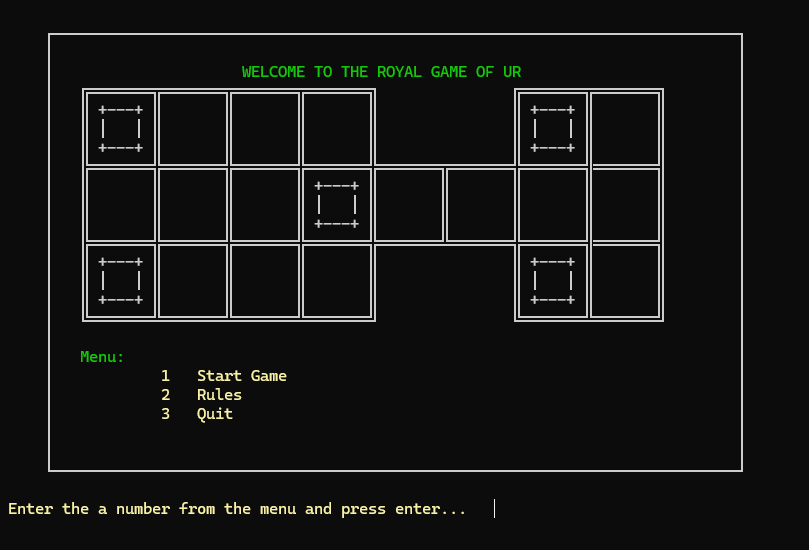 WELCOME TO THE ROYAL GAME OF UR
Menu:
1 Start Game
2 Rules
3 Quit
Enter the a number from the menu and press enter...